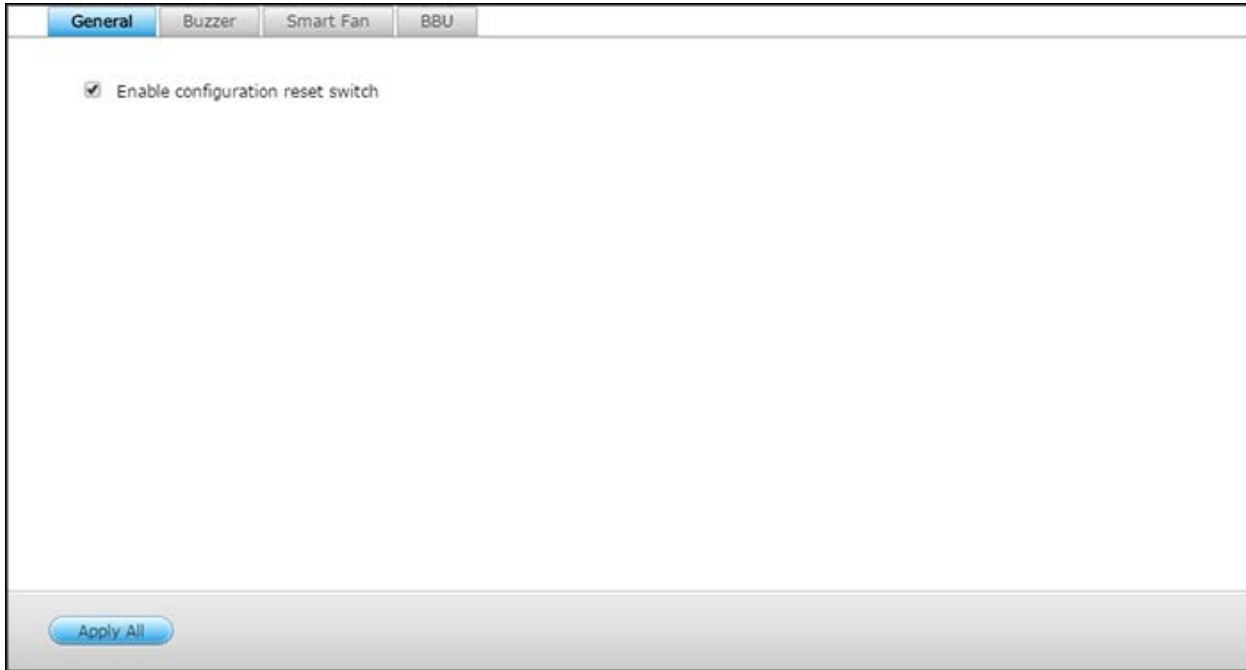 General Buzzer Smart Fan BBU
Enable configuration reset switch
Apply All